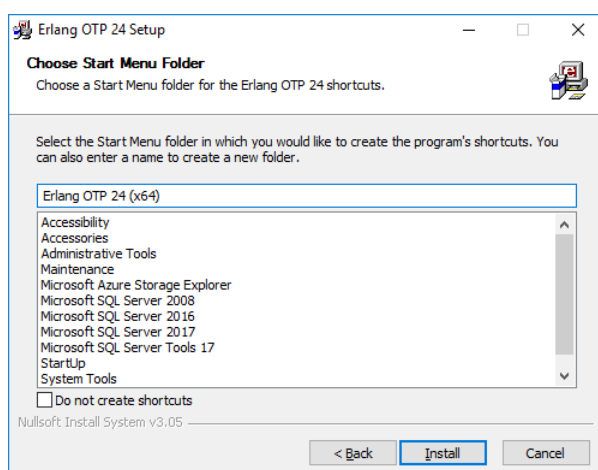 Erlang OTP 24 Setup
Choose Start Menu Folder
Choose a Start Menu folder for the Erlang OTP 24 shortcuts.
Select the Start Menu folder in which you would like to create the program's shortcuts. You
can also enter a name to create a new folder.
Erlang OTP 24 (x64)
Accessibility
Accessories
Administrative Tools
Maintenance
Microsoft Azure Storage Explorer
Microsoft SQL Server 2008
Microsoft SQL Server 2016
Microsoft SQL Server 2017
Microsoft SQL Server Tools 17
StartUp
System Tools
Do not create shortcuts
Nullsoft Install System v3.05
< Back Install Cancel